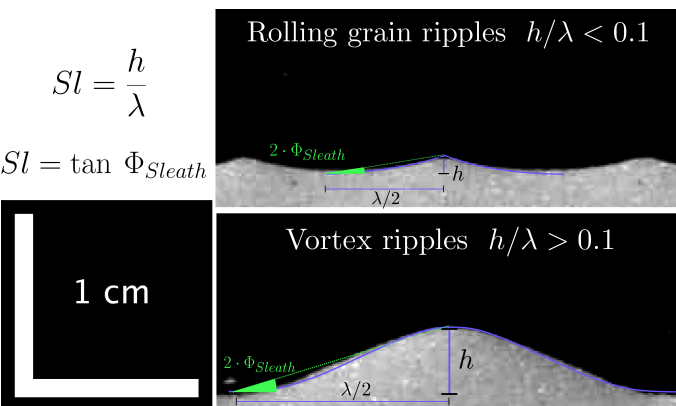 Sl = h/λ
Sl = tan Φ_Sleath
1 cm
Rolling grain ripples h/λ < 0.1
2 · Φ_Sleath
h
λ/2
Vortex ripples h/λ > 0.1
2 · Φ_Sleath
h
λ/2